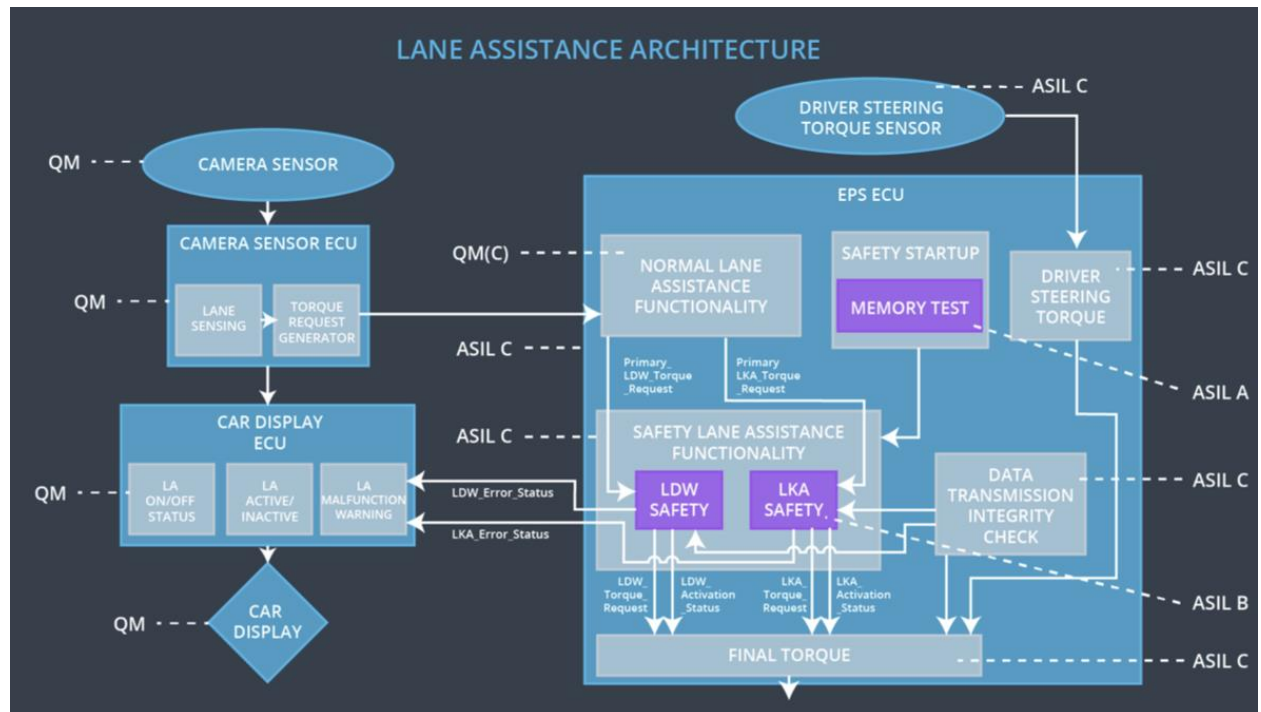 LANE ASSISTANCE ARCHITECTURE
ASIL C
DRIVER STEERING
TORQUE SENSOR
QM
CAMERA SENSOR
EPS ECU
CAMERA SENSOR ECU
QM
LANE
SENSING
TORQUE
REQUEST
GENERATOR
QM(C)
NORMAL LANE
ASSISTANCE
FUNCTIONALITY
SAFETY STARTUP
MEMORY TEST
DRIVER
STEERING
TORQUE
ASIL C
ASIL C
Primary_
LDW_Torque
_Request
Primary
LKA_Torque
_Request
ASIL A
CAR DISPLAY
ECU
QM
LA
ON/OFF
STATUS
LA
ACTIVE/
INACTIVE
LA
MALFUNCTION
WARNING
LDW_Error_Status
LKA_Error_Status
ASIL C
SAFETY LANE ASSISTANCE
FUNCTIONALITY
LDW
SAFETY
LKA
SAFETY
DATA
TRANSMISSION
INTEGRITY
CHECK
ASIL C
LDW_
Torque_
Request
LDW_
Activation
_Status
LKA_
Torque_
Request
LKA_
Activation
_Status
ASIL B
QM
CAR
DISPLAY
FINAL TORQUE
ASIL C